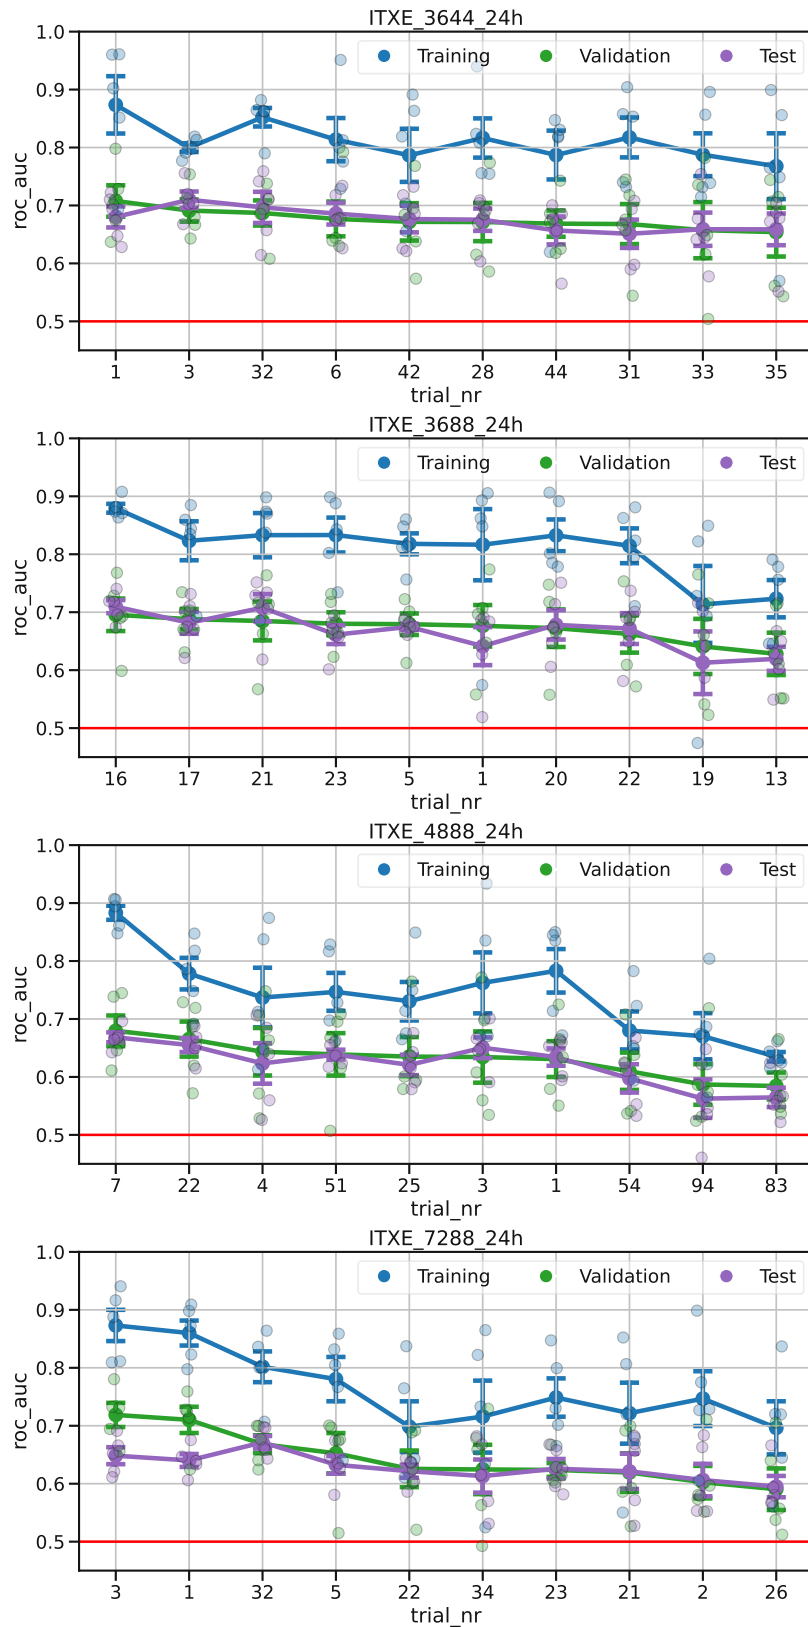 ITXE_3644_24h
Training Validation Test
1.0
0.9
0.8
0.7
0.6
0.5
roc_auc
1 3 32 6 42 28 44 31 33 35
trial_nr
ITXE_3688_24h
Training Validation Test
1.0
0.9
0.8
0.7
0.6
0.5
roc_auc
16 17 21 23 5 1 20 22 19 13
trial_nr
ITXE_4888_24h
Training Validation Test
1.0
0.9
0.8
0.7
0.6
0.5
roc_auc
7 22 4 51 25 3 1 54 94 83
trial_nr
ITXE_7288_24h
Training Validation Test
1.0
0.9
0.8
0.7
0.6
0.5
roc_auc
3 1 32 5 22 34 23 21 2 26
trial_nr